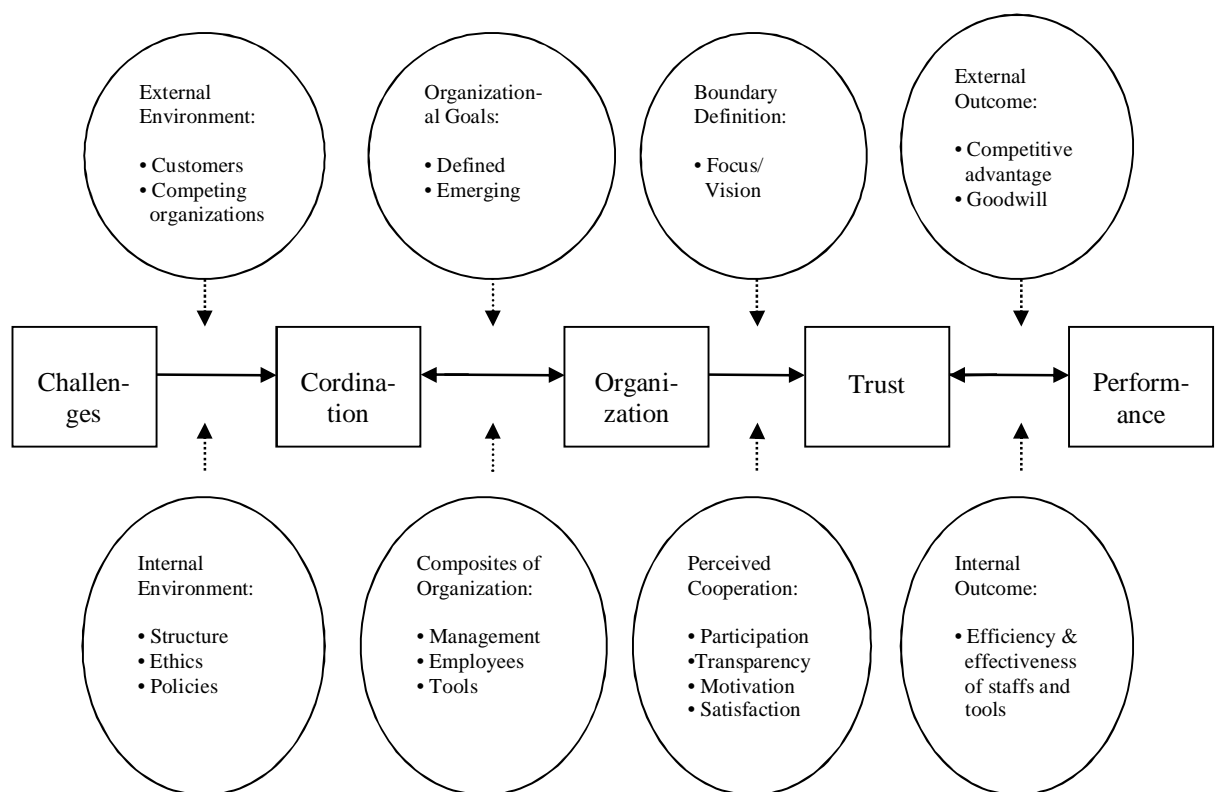 External
Environment:
• Customers
• Competing
organizations
Organization-
al Goals:
• Defined
• Emerging
Boundary
Definition:
• Focus/
Vision
External
Outcome:
• Competitive
advantage
• Goodwill
Challen-
ges
Cordina-
tion
Organi-
zation
Trust
Perform-
ance
Internal
Environment:
• Structure
• Ethics
• Policies
Composites of
Organization:
• Management
• Employees
• Tools
Perceived
Cooperation:
• Participation
•Transparency
• Motivation
• Satisfaction
Internal
Outcome:
• Efficiency &
effectiveness
of staffs and
tools